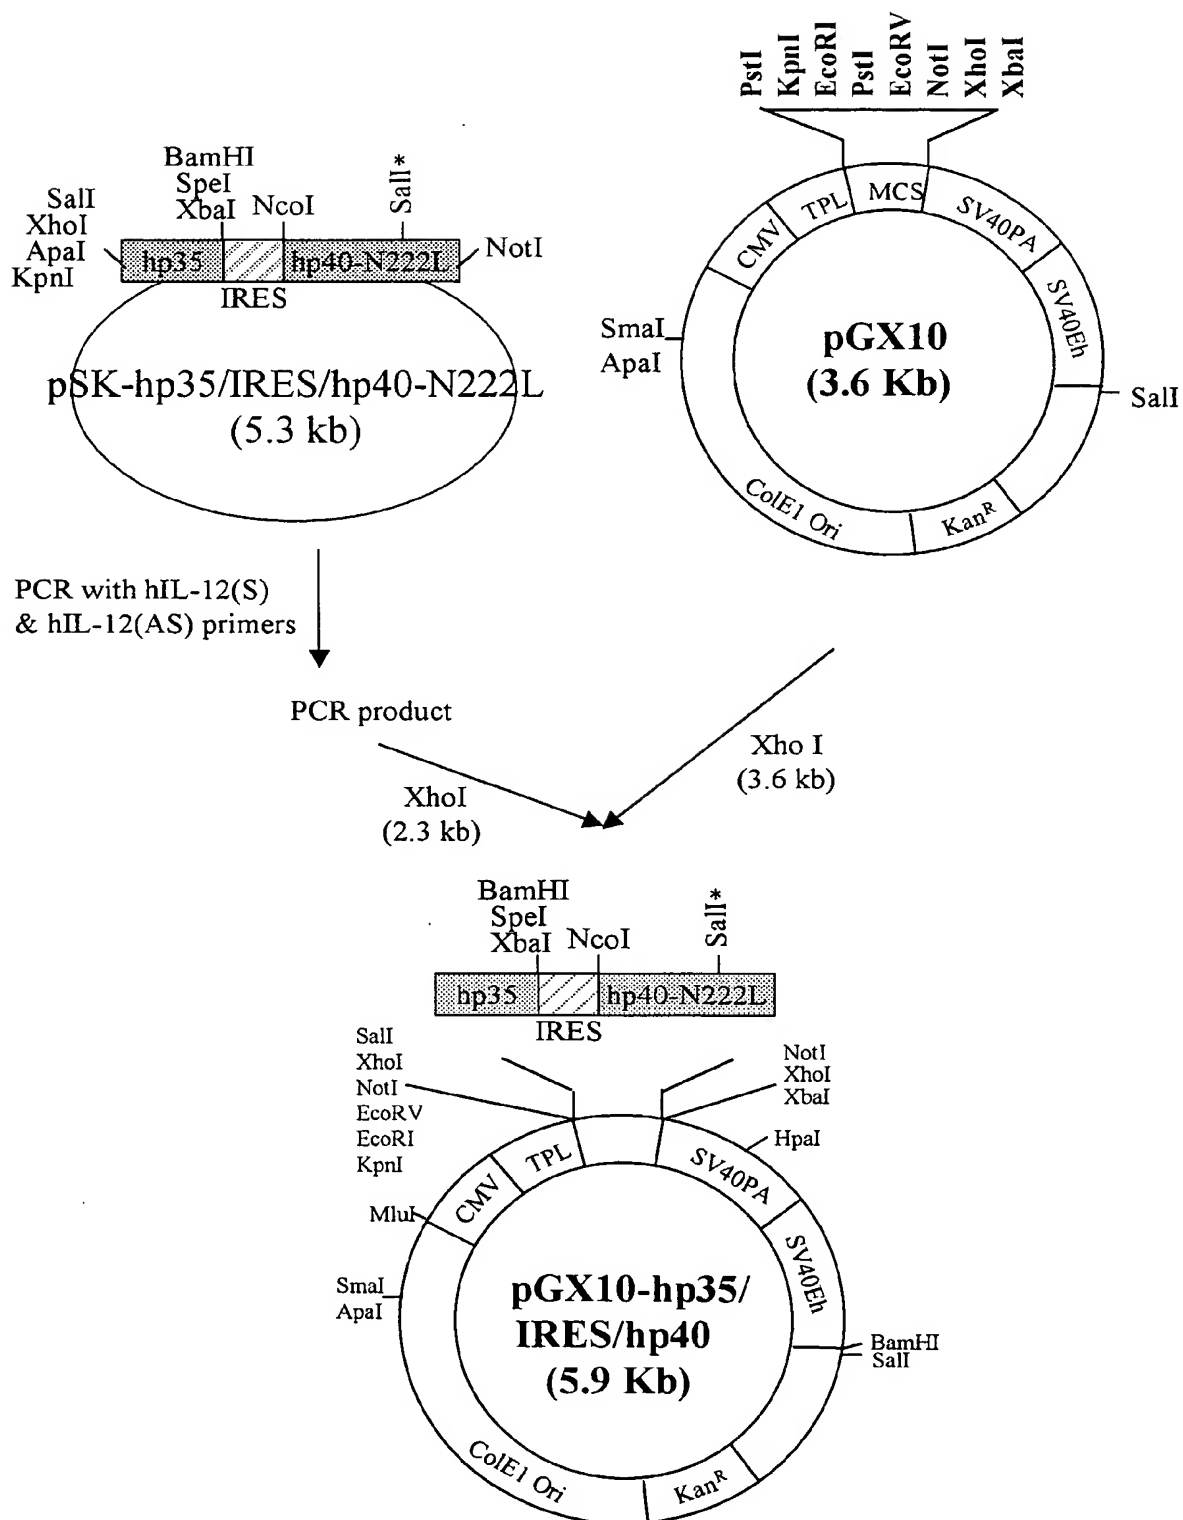 PstI
KpnI
EcoRI
PstI
EcoRV
NotI
XhoI
XbaI
BamHI
SpeI
XbaI
NcoI
SalI*
SalI
XhoI
ApaI
KpnI
hp35
hp40-N222L
NotI
IRES
pSK-hp35/IRES/hp40-N222L
(5.3 kb)
CMV
TPL
MCS
SV40PA
SV40Eh
SmaI
ApaI
pGX10
(3.6 Kb)
SalI
ColE1 Ori
KanR
PCR with hIL-12(S)
& hIL-12(AS) primers
PCR product
XhoI
(2.3 kb)
Xho I
(3.6 kb)
BamHI
SpeI
XbaI
NcoI
SalI*
hp35
hp40-N222L
IRES
SalI
XhoI
NotI
EcoRV
EcoRI
KpnI
NotI
XhoI
XbaI
HpaI
MluI
CMV
TPL
SV40PA
SV40Eh
SmaI
ApaI
pGX10-hp35/
IRES/hp40
(5.9 Kb)
BamHI
SalI
ColE1 Ori
KanR